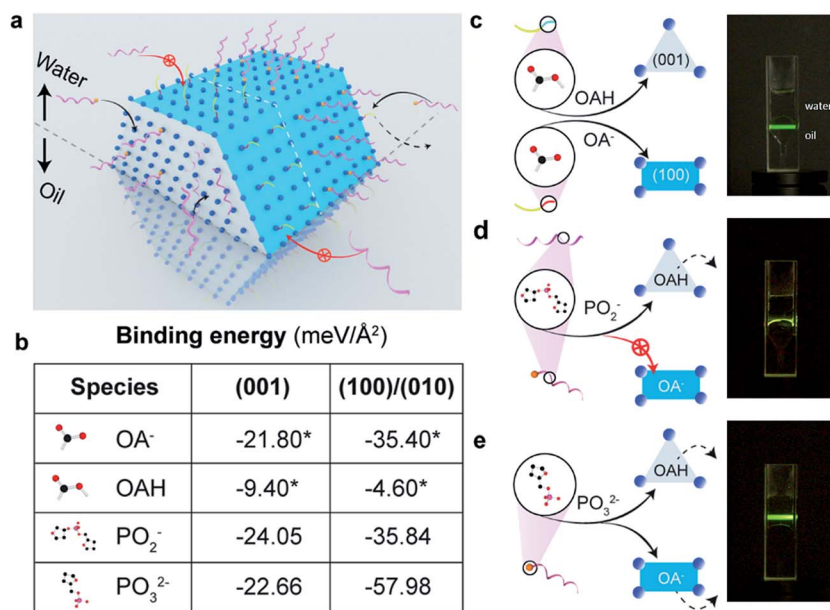 a
Water
Oil
b
Binding energy (meV/Å²)
Species (001) (100)/(010)
OA⁻ -21.80* -35.40*
OAH -9.40* -4.60*
PO₂⁻ -24.05 -35.84
PO₃²⁻ -22.66 -57.98
c
(001)
OAH
OA⁻
(100)
water
oil
d
OAH
PO₂⁻
OA⁻
e
OAH
PO₃²⁻
OA⁻